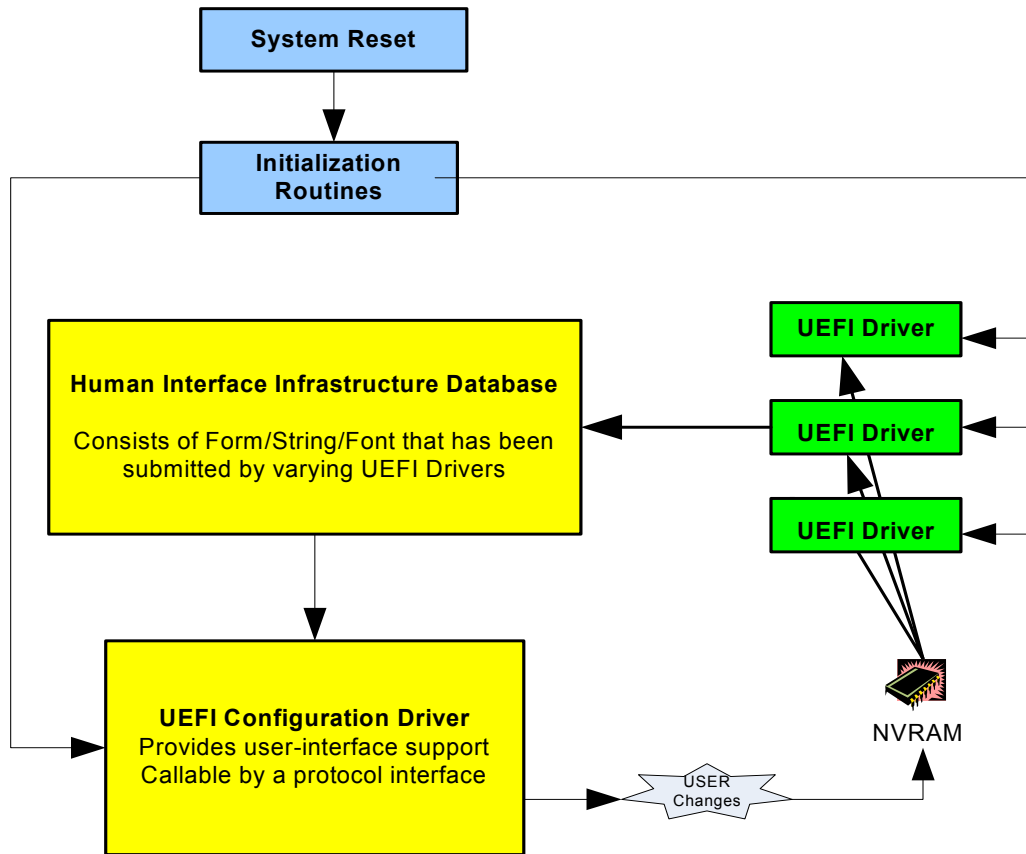 System Reset
Initialization
Routines
UEFI Driver
Human Interface Infrastructure Database
Consists of Form/String/Font that has been
submitted by varying UEFI Drivers
UEFI Driver
UEFI Driver
UEFI Configuration Driver
Provides user-interface support
Callable by a protocol interface
NVRAM
USER
Changes